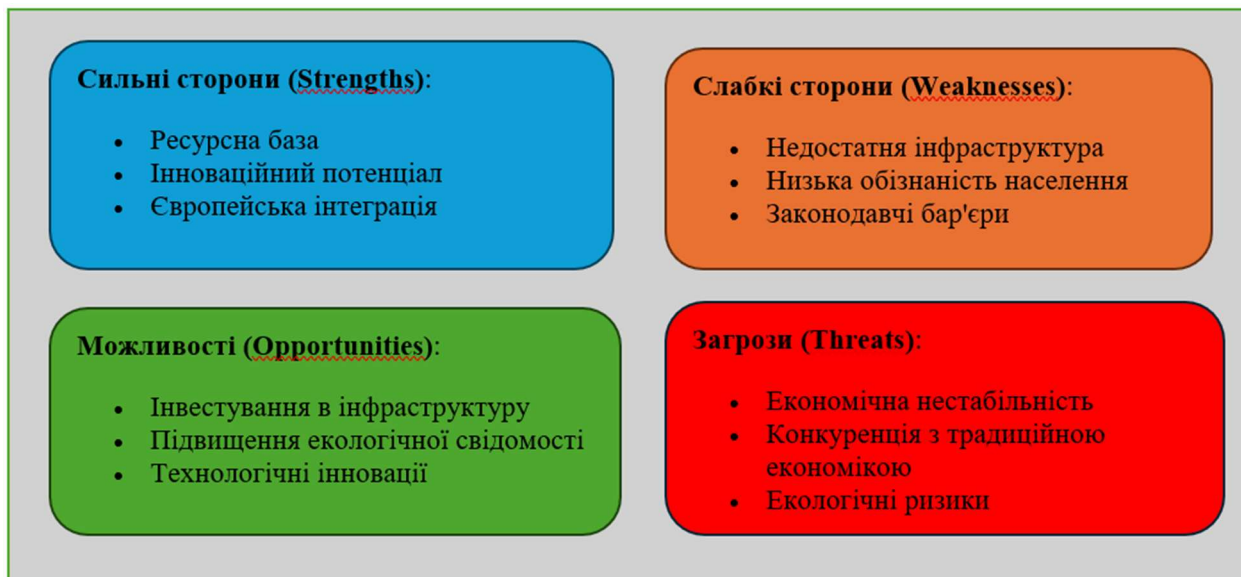 Сильні сторони (Strengths):
• Ресурсна база
• Інноваційний потенціал
• Європейська інтеграція
Слабкі сторони (Weaknesses):
• Недостатня інфраструктура
• Низька обізнаність населення
• Законодавчі бар'єри
Можливості (Opportunities):
• Інвестування в інфраструктуру
• Підвищення екологічної свідомості
• Технологічні інновації
Загрози (Threats):
• Економічна нестабільність
• Конкуренція з традиційною
економікою
• Екологічні ризики